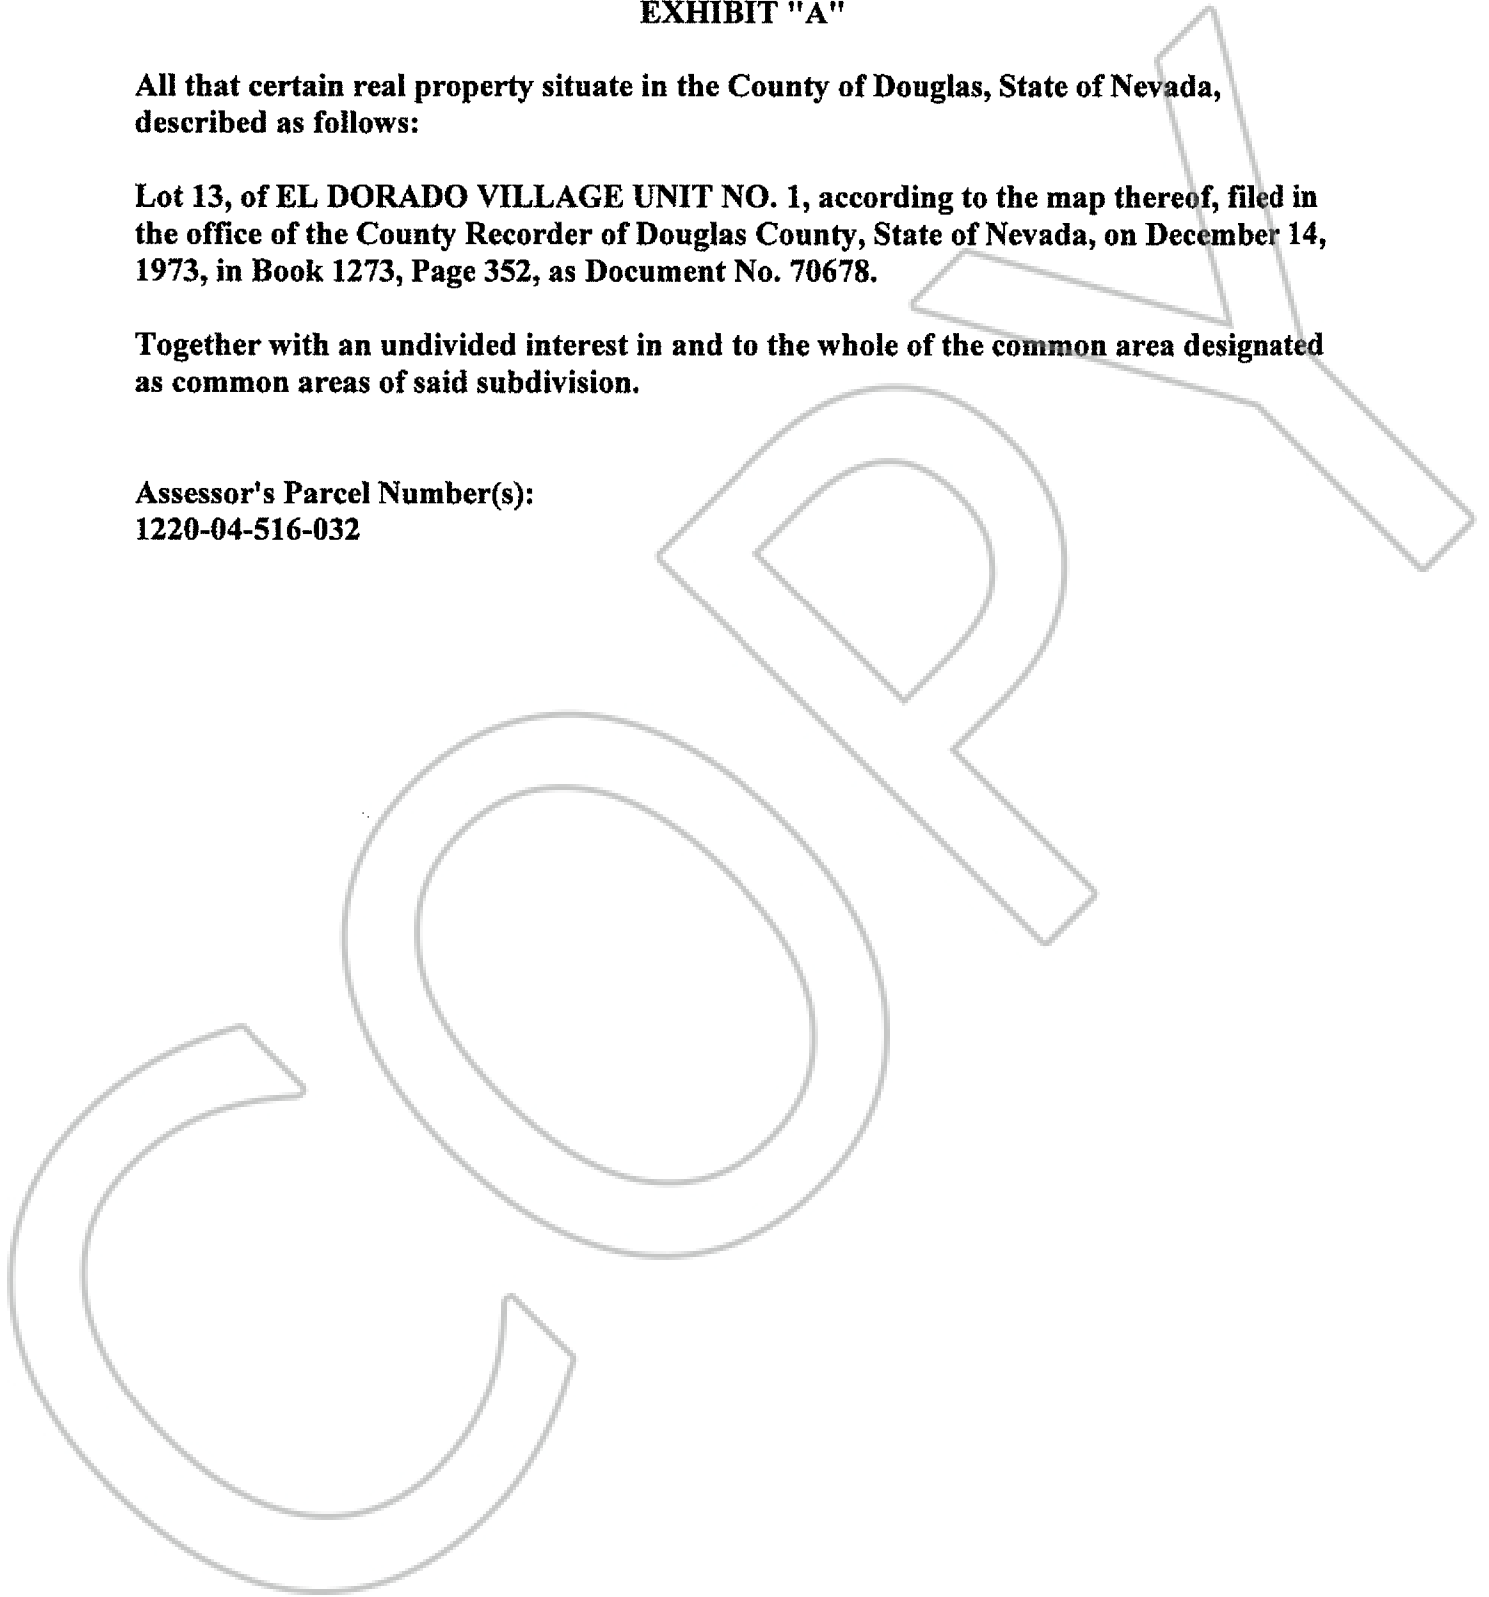 EXHIBIT "A"
All that certain real property situate in the County of Douglas, State of Nevada,
described as follows:
Lot 13, of EL DORADO VILLAGE UNIT NO. 1, according to the map thereof, filed in
the office of the County Recorder of Douglas County, State of Nevada, on December 14,
1973, in Book 1273, Page 352, as Document No. 70678.
Together with an undivided interest in and to the whole of the common area designated
as common areas of said subdivision.
Assessor's Parcel Number(s):
1220-04-516-032
COPY